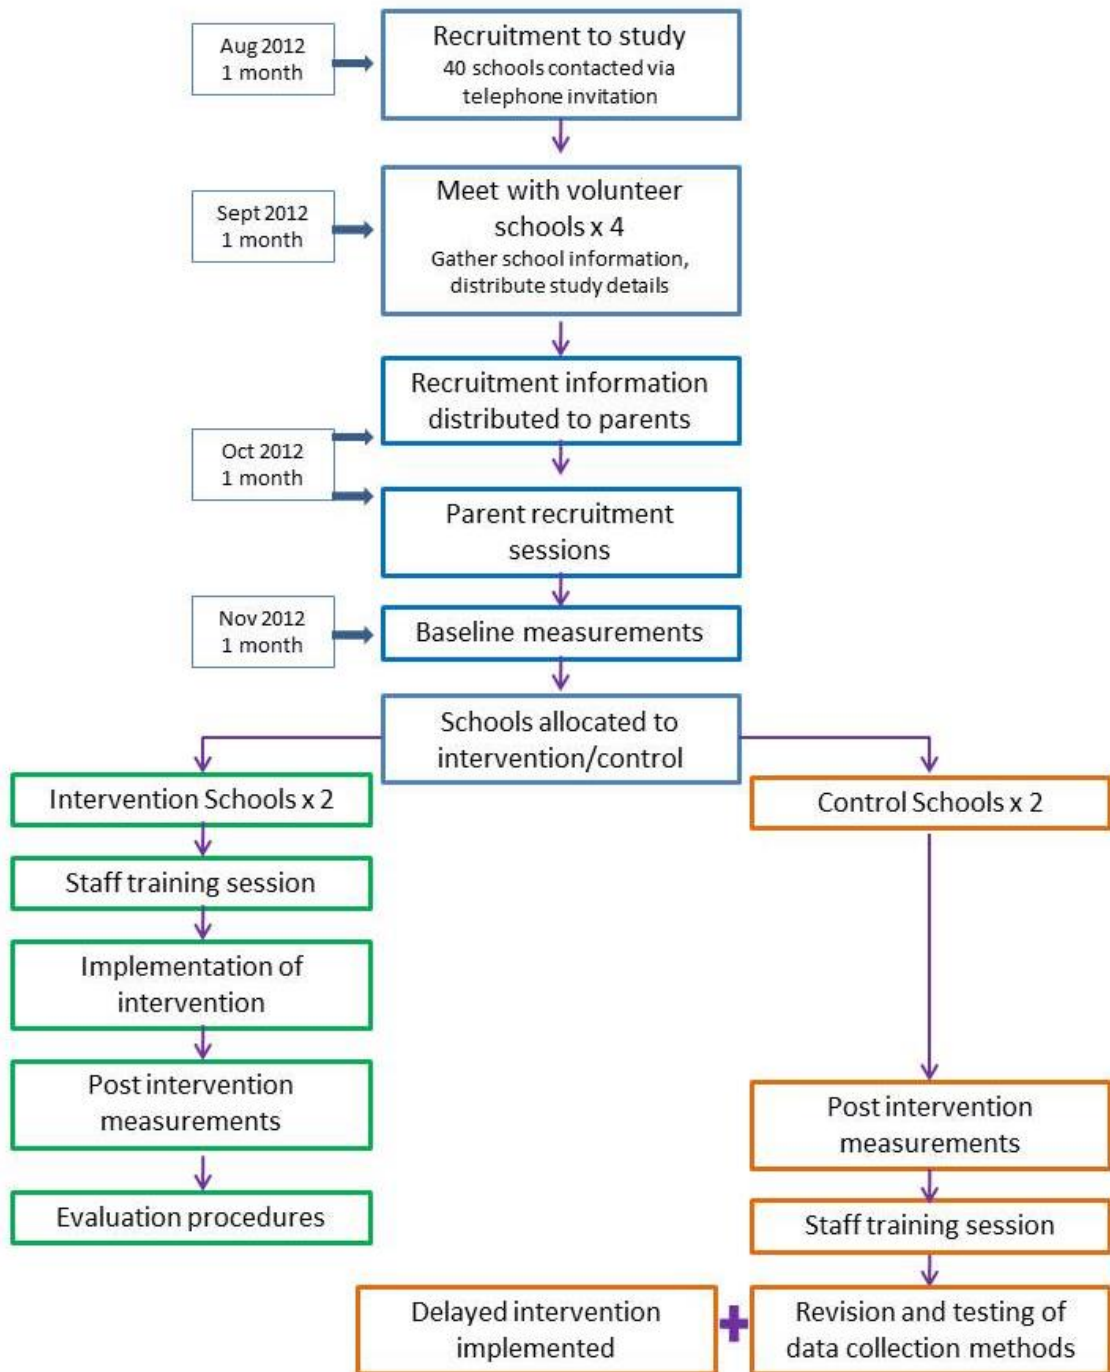 Aug 2012
1 month
Recruitment to study
40 schools contacted via
telephone invitation
Sept 2012
1 month
Meet with volunteer
schools x 4
Gather school information,
distribute study details
Recruitment information
distributed to parents
Oct 2012
1 month
Parent recruitment
sessions
Nov 2012
1 month
Baseline measurements
Schools allocated to
intervention/control
Intervention Schools x 2
Staff training session
Implementation of
intervention
Post intervention
measurements
Evaluation procedures
Control Schools x 2
Post intervention
measurements
Staff training session
Delayed intervention
implemented
Revision and testing of
data collection methods